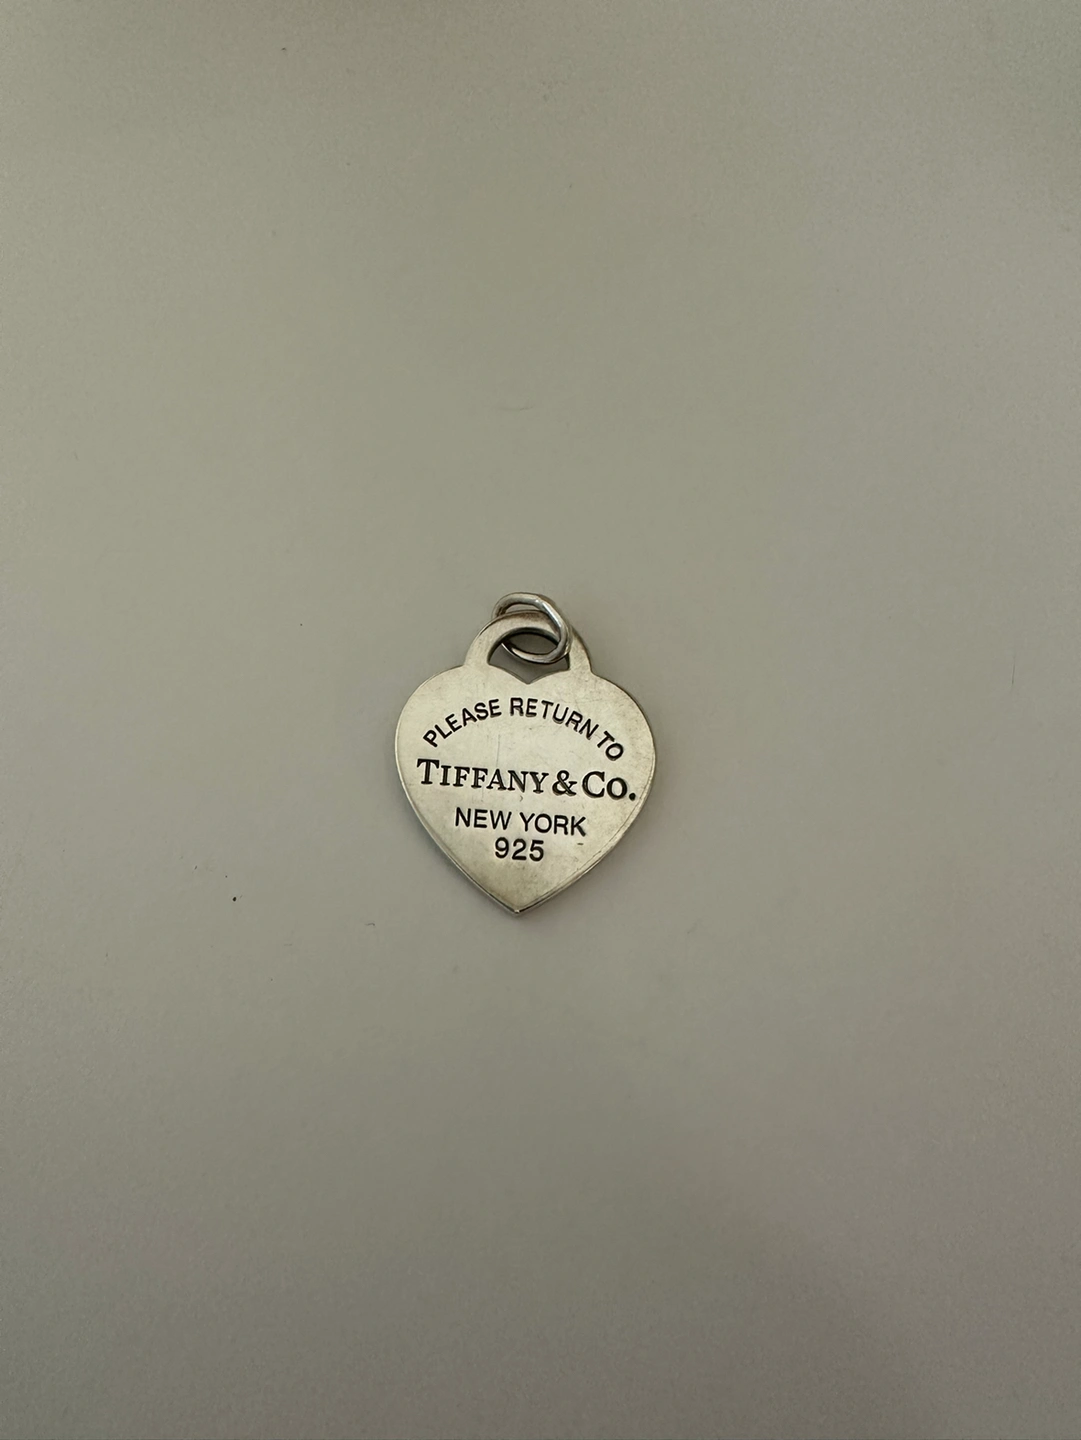 PLEASE RETURN TO
TIFFANY & CO.
NEW YORK
925